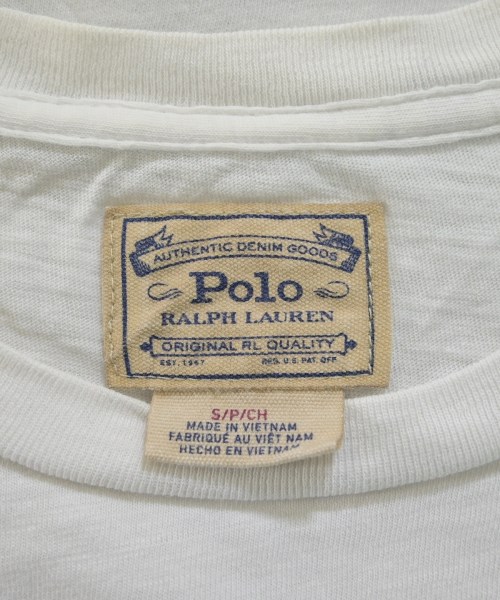 AUTHENTIC DENIM GOODS
Polo
RALPH LAUREN
ORIGINAL RL QUALITY
EST. 1967 REG. U.S. PAT. OFF.
S/P/CH
MADE IN VIETNAM
FABRIQUÉ AU VIÊT NAM
HECHO EN VIETNAM